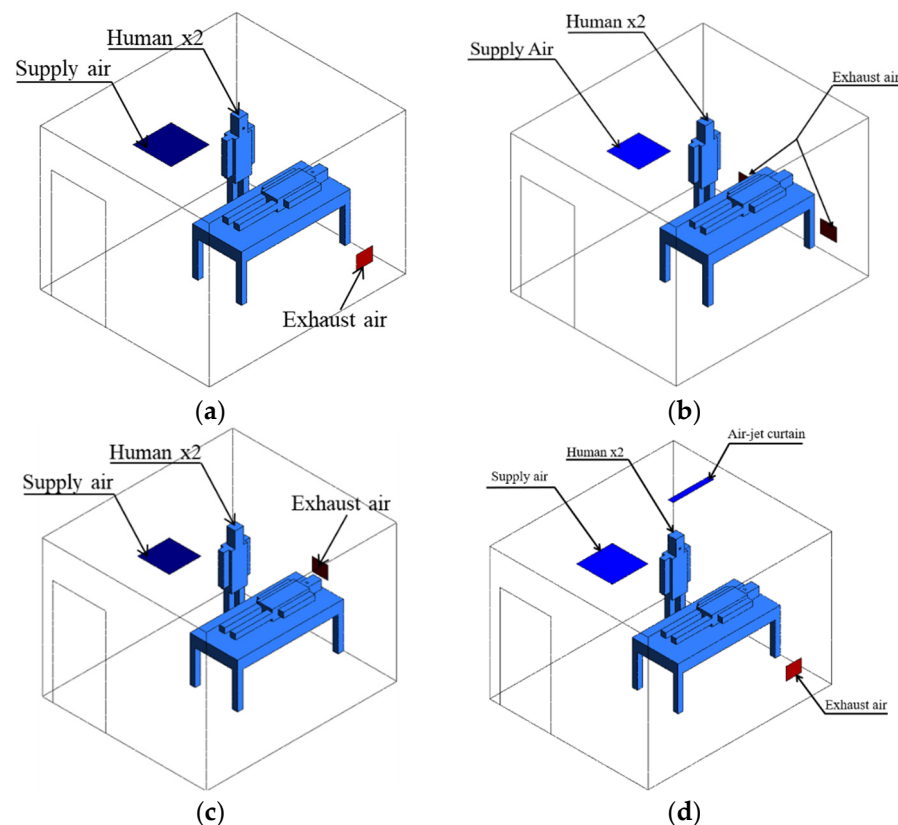 Human x2
Supply air
Exhaust air
(a)
Human x2
Supply Air
Exhaust air
(b)
Human x2
Supply air
Exhaust air
(c)
Air-jet curtain
Human x2
Supply air
Exhaust air
(d)